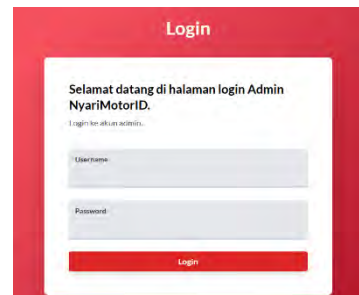 Login
Selamat datang di halaman login Admin
NyariMotorID.
Login ke akun admin.
Username
Password
Login